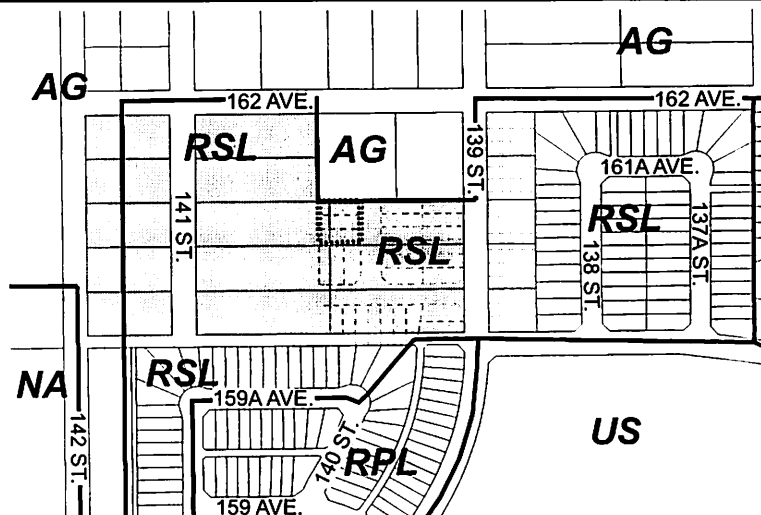 AG
AG
162 AVE.
162 AVE.
RSL
AG
139 ST.
161A AVE.
141 ST.
RSL
137A ST.
RSL
138 ST.
NA
RSL
159A AVE.
142 ST.
140 ST.
US
RPL
159 AVE.